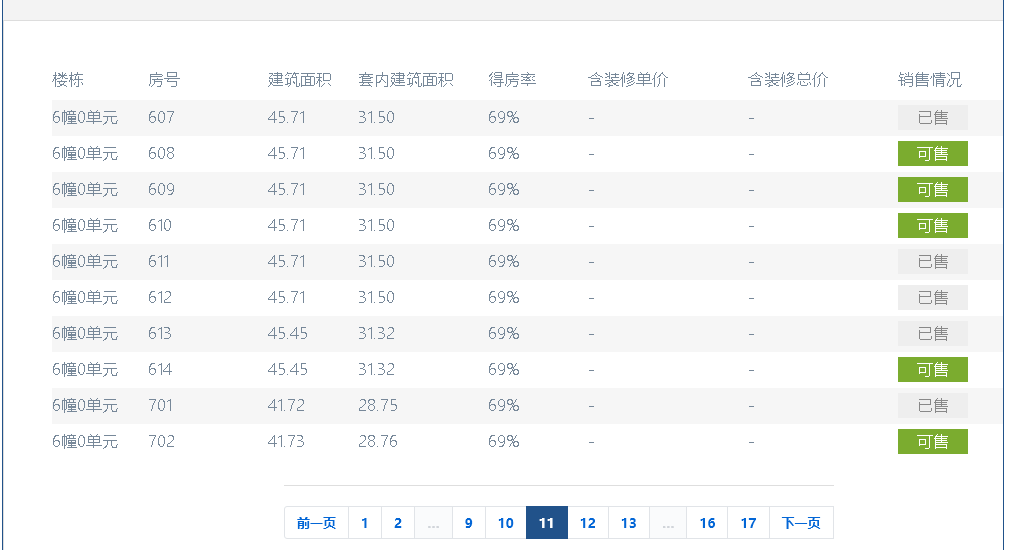 楼栋 房号 建筑面积 套内建筑面积 得房率 含装修单价 含装修总价 销售情况
6幢0单元 607 45.71 31.50 69% - - 已售
6幢0单元 608 45.71 31.50 69% - - 可售
6幢0单元 609 45.71 31.50 69% - - 可售
6幢0单元 610 45.71 31.50 69% - - 可售
6幢0单元 611 45.71 31.50 69% - - 已售
6幢0单元 612 45.71 31.50 69% - - 已售
6幢0单元 613 45.45 31.32 69% - - 已售
6幢0单元 614 45.45 31.32 69% - - 可售
6幢0单元 701 41.72 28.75 69% - - 已售
6幢0单元 702 41.73 28.76 69% - - 可售
前一页 1 2 ... 9 10 11 12 13 ... 16 17 下一页